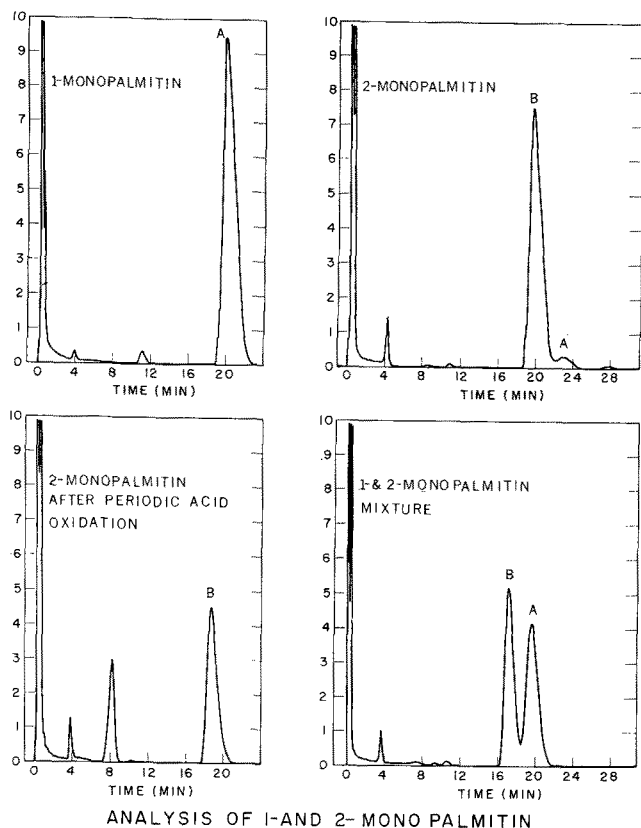 10
9
8
7
6
5
4
3
2
1
0
A
1-MONOPALMITIN
0 4 8 12 16 20
TIME (MIN)
10
9
8
7
6
5
4
3
2
1
0
2-MONOPALMITIN
B
A
0 4 8 12 16 20 24 28
TIME (MIN)
10
9
8
7
6
5
4
3
2
1
0
2-MONOPALMITIN
AFTER PERIODIC ACID
OXIDATION
B
0 4 8 12 16 20
TIME (MIN)
10
9
8
7
6
5
4
3
2
1
0
1-& 2-MONOPALMITIN
MIXTURE
B
A
0 4 8 12 16 20 24 28
TIME (MIN)
ANALYSIS OF 1-AND 2-MONO PALMITIN